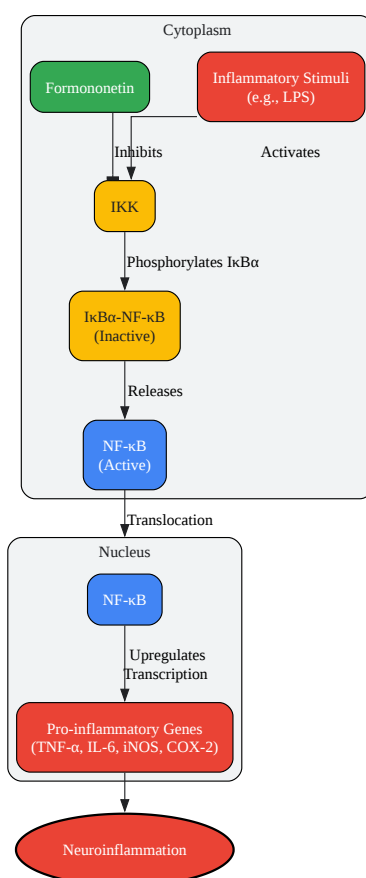 Cytoplasm
Formononetin
Inflammatory Stimuli
(e.g., LPS)
Inhibits
Activates
IKK
Phosphorylates IκBα
IκBα-NF-κB
(Inactive)
Releases
NF-κB
(Active)
Translocation
Nucleus
NF-κB
Upregulates
Transcription
Pro-inflammatory Genes
(TNF-α, IL-6, iNOS, COX-2)
Neuroinflammation